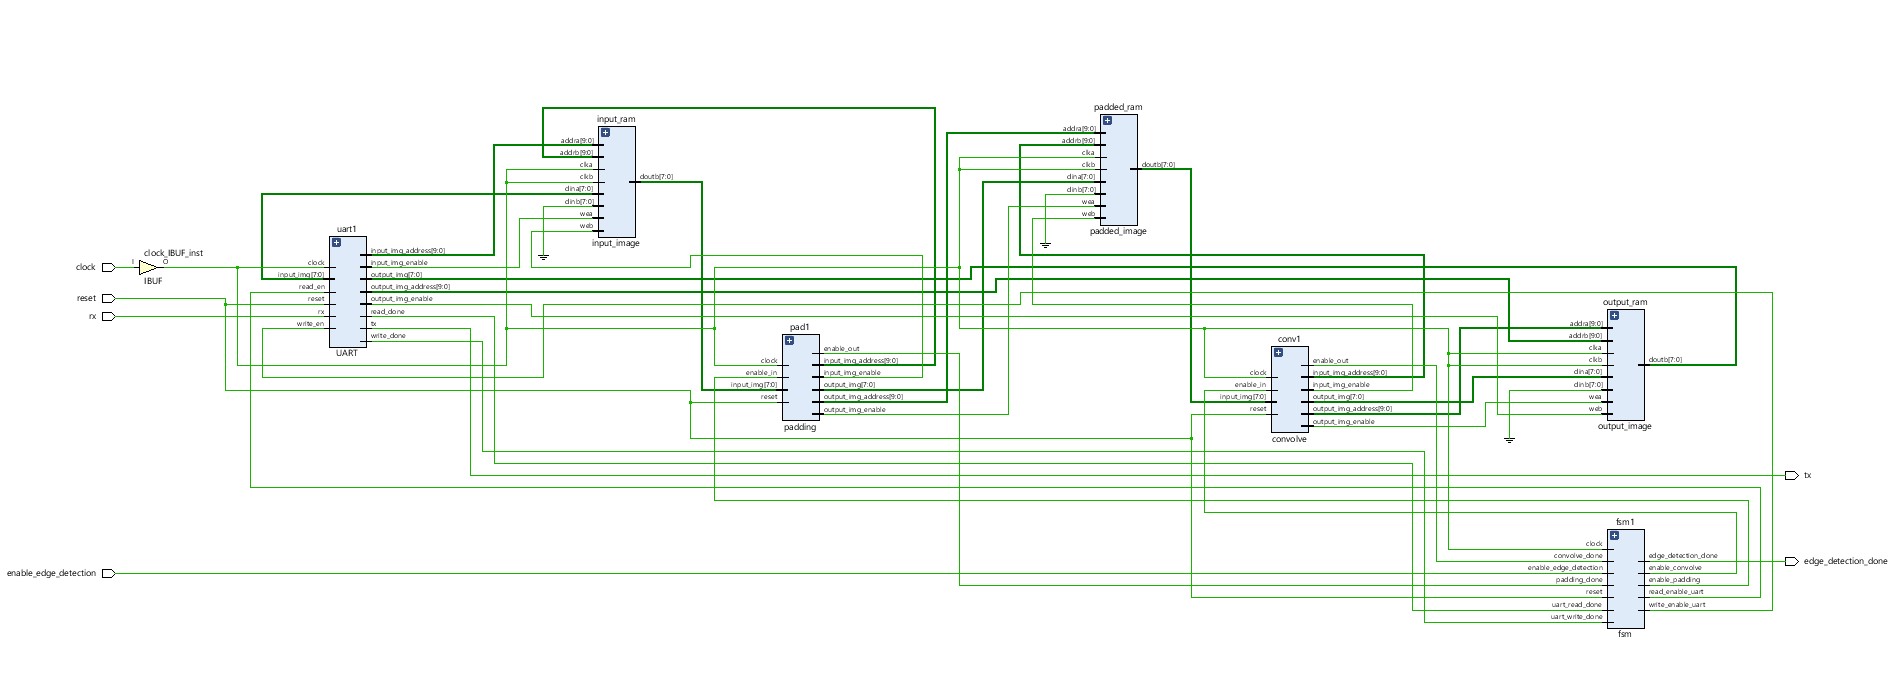 padded_ram
addra[9:0]
addrb[9:0]
clka
clkb
dina[7:0]
dinb[7:0]
wea
web
doutb[7:0]
padded_image
input_ram
addra[9:0]
addrb[9:0]
clka
clkb
dina[7:0]
dinb[7:0]
wea
web
doutb[7:0]
input_image
uart1
clock
input_img[7:0]
read_en
reset
rx
write_en
input_img_address[9:0]
input_img_enable
output_img[7:0]
output_img_address[9:0]
output_img_enable
read_done
tx
write_done
UART
clock_IBUF_inst
clock
I
O
IBUF
reset
rx
output_ram
addra[9:0]
addrb[9:0]
clka
clkb
dina[7:0]
dinb[7:0]
wea
web
doutb[7:0]
output_image
pad1
clock
enable_in
input_img[7:0]
reset
enable_out
input_img_address[9:0]
input_img_enable
output_img[7:0]
output_img_address[9:0]
output_img_enable
padding
conv1
clock
enable_in
input_img[7:0]
reset
enable_out
input_img_address[9:0]
input_img_enable
output_img[7:0]
output_img_address[9:0]
output_img_enable
convolve
tx
fsm1
clock
convolve_done
enable_edge_detection
padding_done
reset
uart_read_done
uart_write_done
edge_detection_done
enable_convolve
enable_padding
read_enable_uart
write_enable_uart
fsm
edge_detection_done
enable_edge_detection